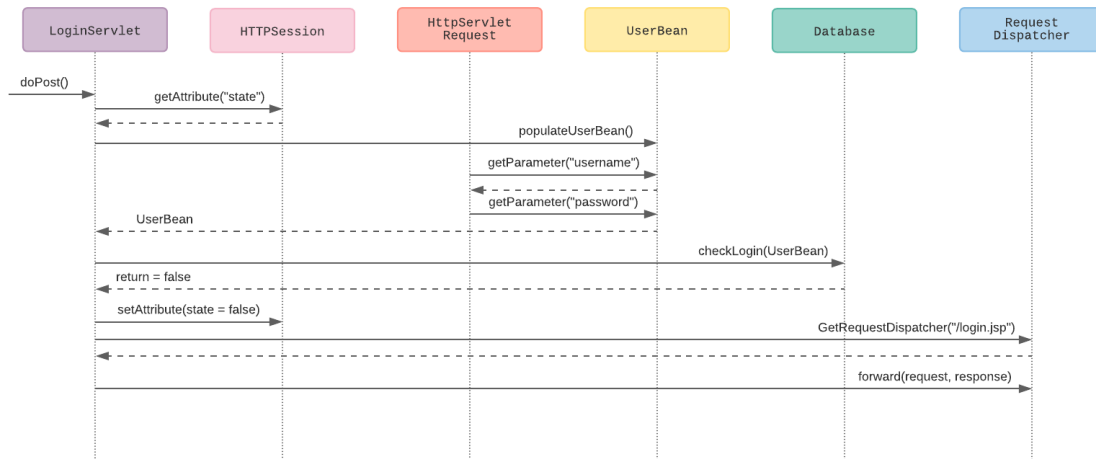 LoginServlet
HTTPSession
HttpServlet
Request
UserBean
Database
Request
Dispatcher
doPost()
getAttribute("state")
populateUserBean()
getParameter("username")
getParameter("password")
UserBean
checkLogin(UserBean)
return = false
setAttribute(state = false)
GetRequestDispatcher("/login.jsp")
forward(request, response)